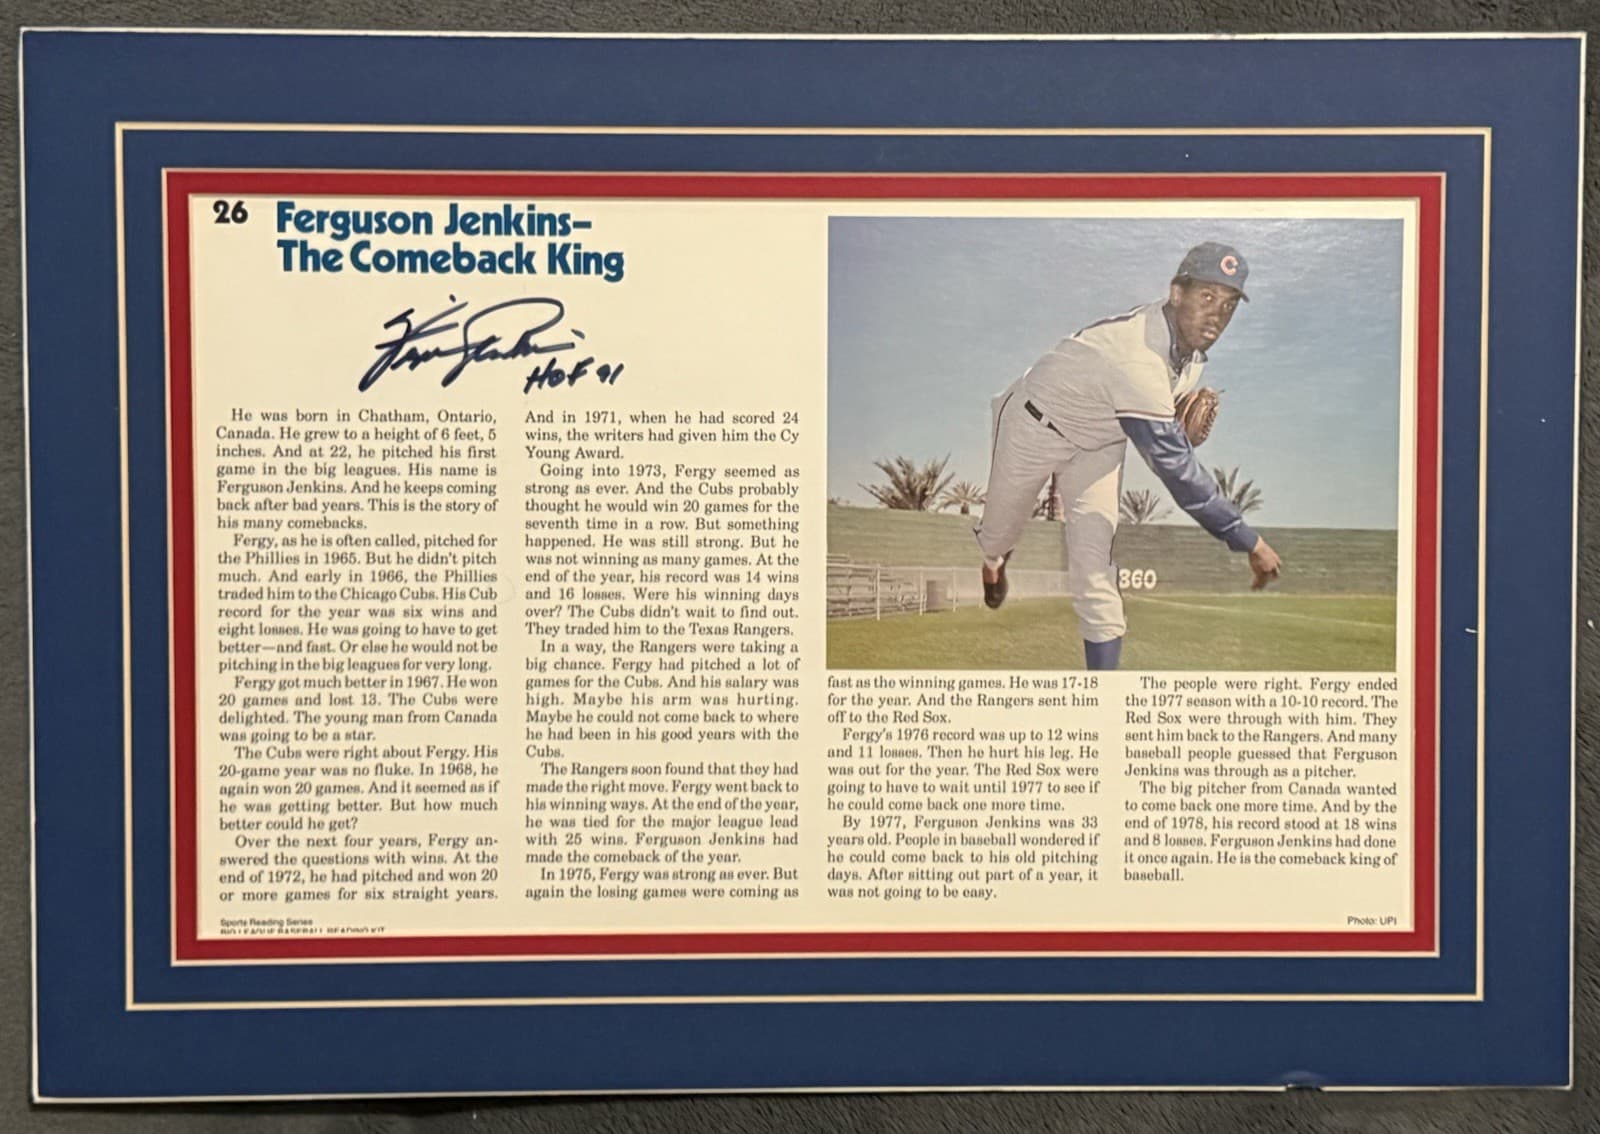 26
Ferguson Jenkins–
The Comeback King
Fergie Jenkins
HOF 91
He was born in Chatham, Ontario,
Canada. He grew to a height of 6 feet, 5
inches. And at 22, he pitched his first
game in the big leagues. His name is
Ferguson Jenkins. And he keeps coming
back after bad years. This is the story of
his many comebacks.
Fergy, as he is often called, pitched for
the Phillies in 1965. But he didn't pitch
much. And early in 1966, the Phillies
traded him to the Chicago Cubs. His Cub
record for the year was six wins and
eight losses. He was going to have to get
better—and fast. Or else he would not be
pitching in the big leagues for very long.
Fergy got much better in 1967. He won
20 games and lost 13. The Cubs were
delighted. The young man from Canada
was going to be a star.
The Cubs were right about Fergy. His
20-game year was no fluke. In 1968, he
again won 20 games. And it seemed as if
he was getting better. But how much
better could he get?
Over the next four years, Fergy an-
swered the questions with wins. At the
end of 1972, he had pitched and won 20
or more games for six straight years.
And in 1971, when he had scored 24
wins, the writers had given him the Cy
Young Award.
Going into 1973, Fergy seemed as
strong as ever. And the Cubs probably
thought he would win 20 games for the
seventh time in a row. But something
happened. He was still strong. But he
was not winning as many games. At the
end of the year, his record was 14 wins
and 16 losses. Were his winning days
over? The Cubs didn't wait to find out.
They traded him to the Texas Rangers.
In a way, the Rangers were taking a
big chance. Fergy had pitched a lot of
games for the Cubs. And his salary was
high. Maybe his arm was hurting.
Maybe he could not come back to where
he had been in his good years with the
Cubs.
The Rangers soon found that they had
made the right move. Fergy went back to
his winning ways. At the end of the year,
he was tied for the major league lead
with 25 wins. Ferguson Jenkins had
made the comeback of the year.
In 1975, Fergy was strong as ever. But
again the losing games were coming as
C
360
fast as the winning games. He was 17-18
for the year. And the Rangers sent him
off to the Red Sox.
Fergy's 1976 record was up to 12 wins
and 11 losses. Then he hurt his leg. He
was out for the year. The Red Sox were
going to have to wait until 1977 to see if
he could come back one more time.
By 1977, Ferguson Jenkins was 33
years old. People in baseball wondered if
he could come back to his old pitching
days. After sitting out part of a year, it
was not going to be easy.
The people were right. Fergy ended
the 1977 season with a 10-10 record. The
Red Sox were through with him. They
sent him back to the Rangers. And many
baseball people guessed that Ferguson
Jenkins was through as a pitcher.
The big pitcher from Canada wanted
to come back one more time. And by the
end of 1978, his record stood at 18 wins
and 8 losses. Ferguson Jenkins had done
it once again. He is the comeback king of
baseball.
Sports Reading Series
BIG LEAGUE BASEBALL READING KIT
Photo: UPI